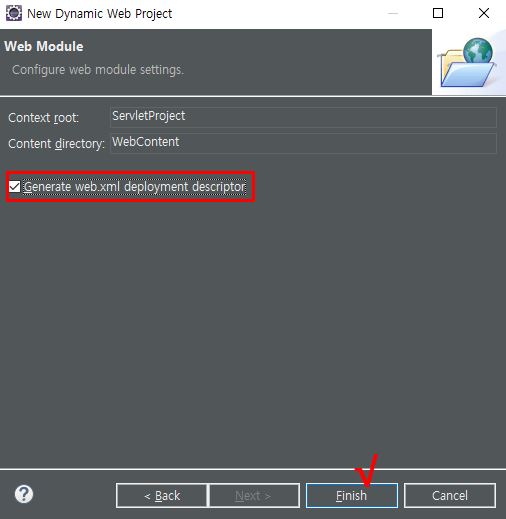 New Dynamic Web Project
Web Module
Configure web module settings.
Context root: ServletProject
Content directory: WebContent
Generate web.xml deployment descriptor
? < Back Next > Finish Cancel